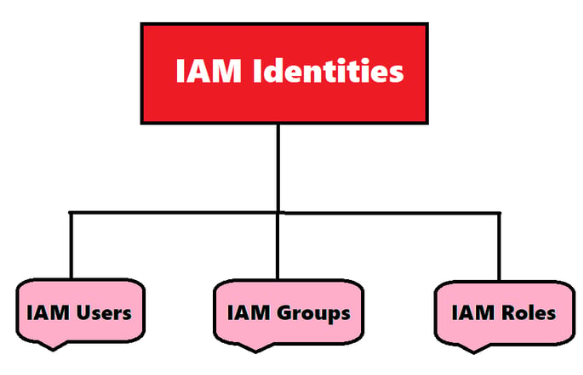 IAM Identities
IAM Users
IAM Groups
IAM Roles